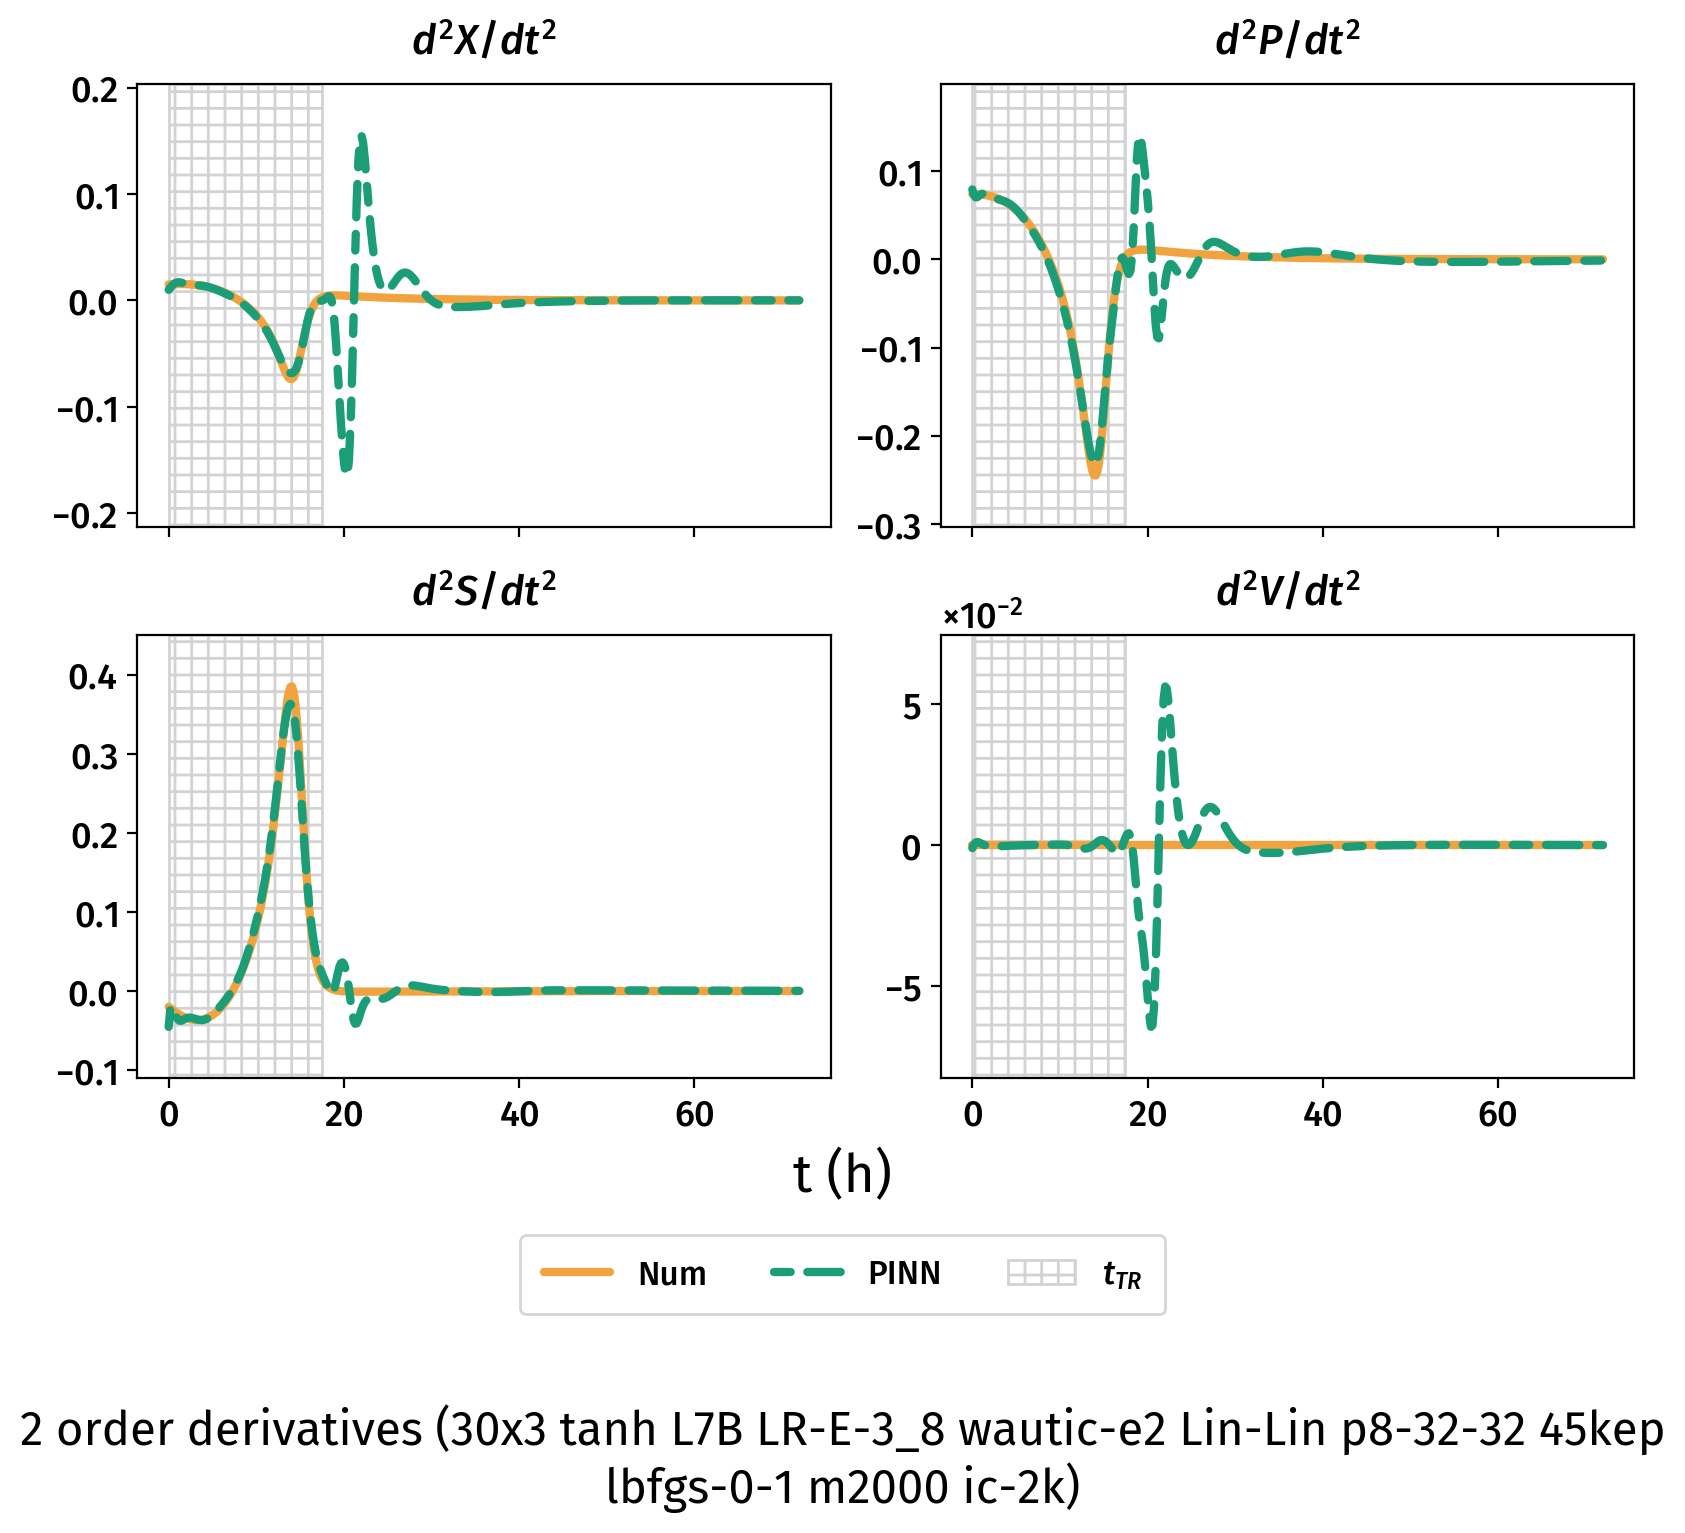 d²X/dt²
d²P/dt²
0.2
0.1
0.0
−0.1
−0.2
0.1
0.0
−0.1
−0.2
−0.3
d²S/dt²
d²V/dt²
×10⁻²
0.4
0.3
0.2
0.1
0.0
−0.1
5
0
−5
0 20 40 60
0 20 40 60
t (h)
Num PINN t_TR
2 order derivatives (30x3 tanh L7B LR-E-3_8 wautic-e2 Lin-Lin p8-32-32 45kep
lbfgs-0-1 m2000 ic-2k)